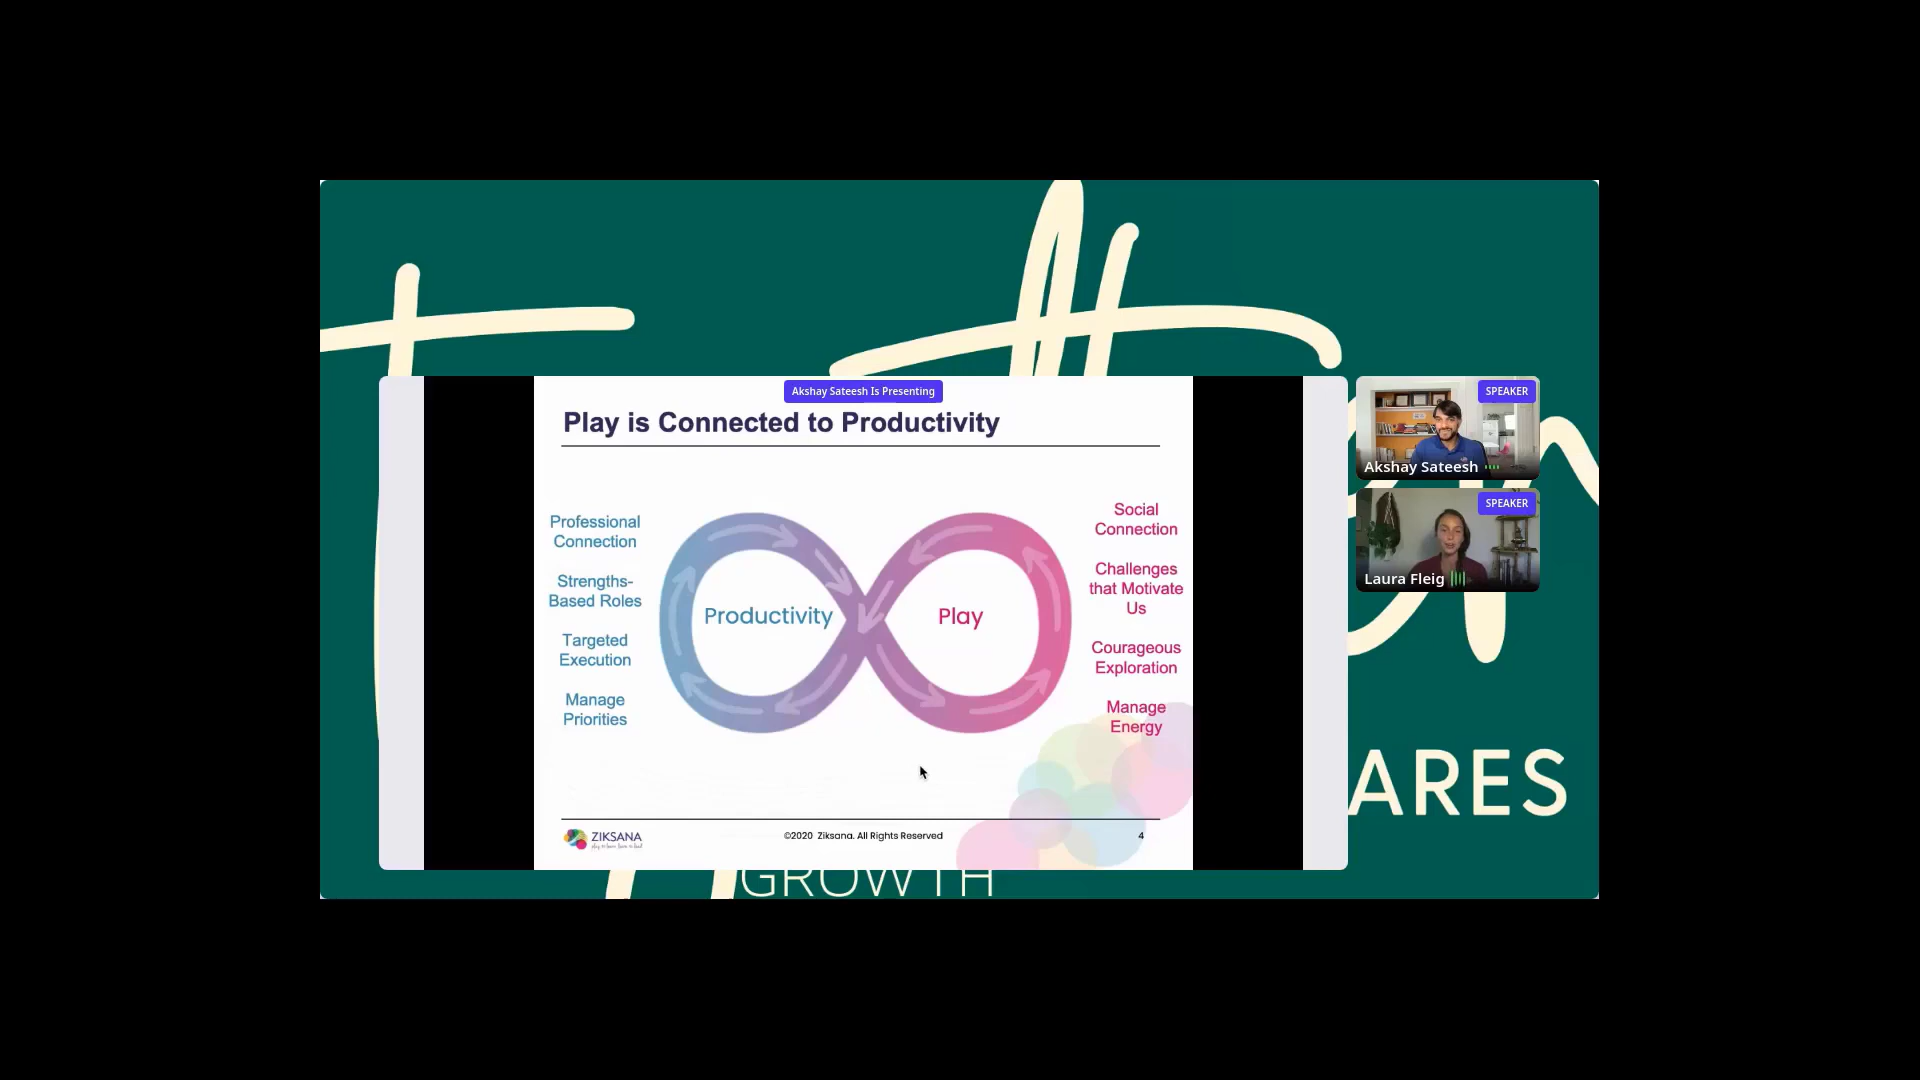 Akshay Sateesh Is Presenting
Play is Connected to Productivity
Professional
Connection
Strengths-
Based Roles
Targeted
Execution
Manage
Priorities
Productivity
Play
Social
Connection
Challenges
that Motivate
Us
Courageous
Exploration
Manage
Energy
ZIKSANA
©2020 Ziksana. All Rights Reserved
4
SPEAKER
Akshay Sateesh
SPEAKER
Laura Fleig
ARES
GROWTH